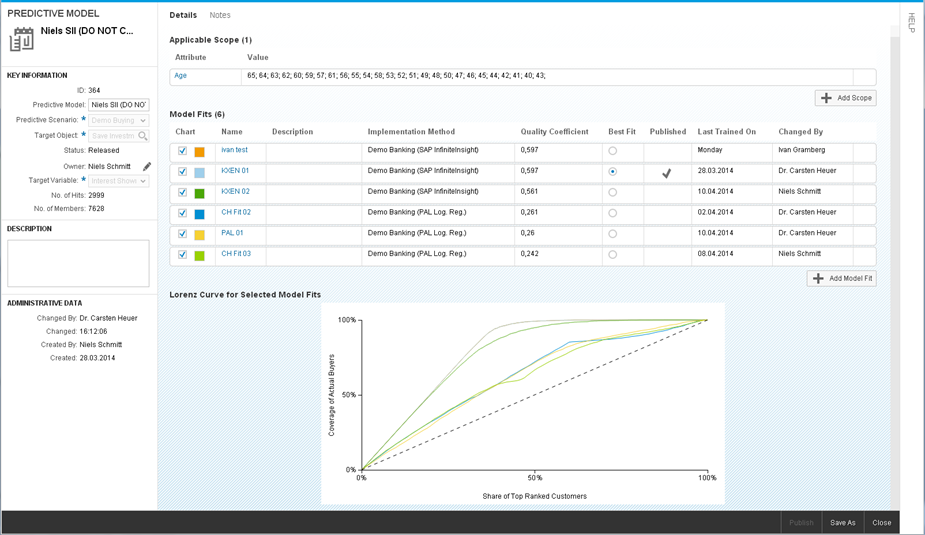 PREDICTIVE MODEL
Niels SII (DO NOT C...
KEY INFORMATION
ID: 364
Predictive Model: Niels SII (DO NO
Predictive Scenario: * Demo Buying
Target Object: * Save Investm
Status: Released
Owner: Niels Schmitt
Target Variable: * Interest Shown
No. of Hits: 2999
No. of Members: 7628
DESCRIPTION
ADMINISTRATIVE DATA
Changed By: Dr. Carsten Heuer
Changed: 16:12:06
Created By: Niels Schmitt
Created: 28.03.2014
Details Notes
Applicable Scope (1)
Attribute Value
Age 65; 64; 63; 62; 60; 59; 57; 61; 56; 55; 54; 58; 53; 52; 51; 49; 48; 50; 47; 46; 45; 44; 42; 41; 40; 43;
Add Scope
Model Fits (6)
Chart Name Description Implementation Method Quality Coefficient Best Fit Published Last Trained On Changed By
ivan test Demo Banking (SAP InfiniteInsight) 0,597 Monday Ivan Gramberg
KXEN 01 Demo Banking (SAP InfiniteInsight) 0,597 28.03.2014 Dr. Carsten Heuer
KXEN 02 Demo Banking (SAP InfiniteInsight) 0,561 10.04.2014 Niels Schmitt
CH Fit 02 Demo Banking (PAL Log. Reg.) 0,261 02.04.2014 Dr. Carsten Heuer
PAL 01 Demo Banking (PAL Log. Reg.) 0,26 10.04.2014 Dr. Carsten Heuer
CH Fit 03 Demo Banking (PAL Log. Reg.) 0,242 08.04.2014 Niels Schmitt
Add Model Fit
Lorenz Curve for Selected Model Fits
100%
50%
0%
Coverage of Actual Buyers
0% 50% 100%
Share of Top Ranked Customers
Publish Save As Close
HELP